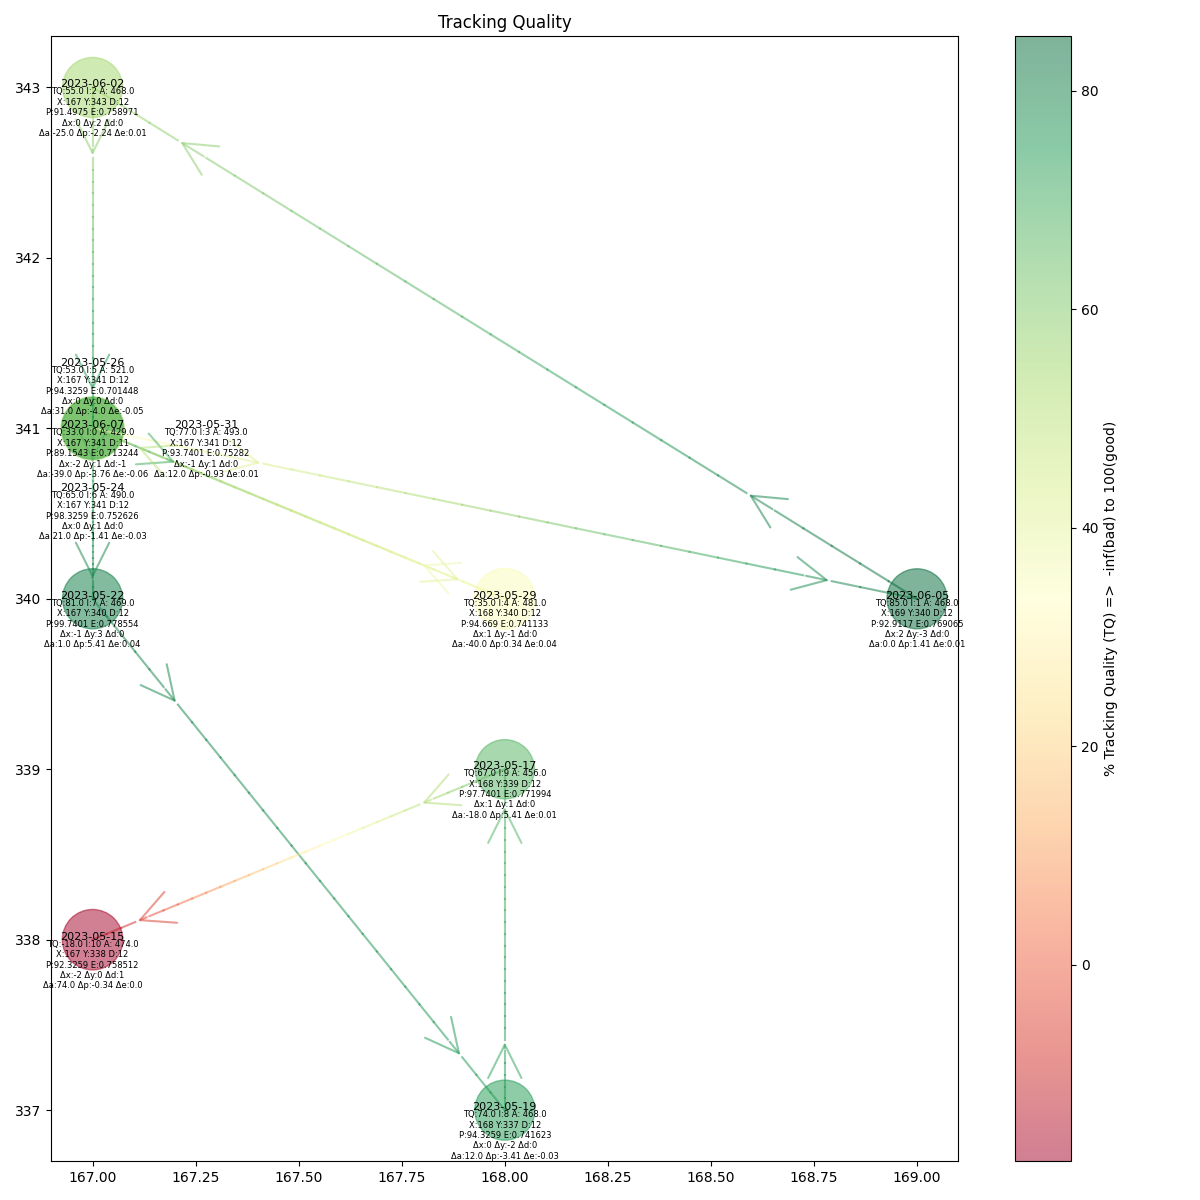 Tracking Quality
343
342
341
340
339
338
337
2023-06-02
TQ:55.0 I:2 A: 468.0
X:167 Y:343 D:12
P:91.4975 E:0.758971
Δx:0 Δy:2 Δd:0
Δa:-25.0 Δp:-2.24 Δe:0.01
2023-05-26
TQ:53.0 I:5 A: 521.0
X:167 Y:341 D:12
P:94.3259 E:0.701448
Δx:0 Δy:0 Δd:0
Δa:31.0 Δp:-4.0 Δe:-0.05
2023-06-07
TQ:33.0 I:0 A: 429.0
X:167 Y:341 D:11
P:89.1543 E:0.713244
Δx:-2 Δy:1 Δd:-1
Δa:-39.0 Δp:-3.76 Δe:-0.06
2023-05-31
TQ:77.0 I:3 A: 493.0
X:167 Y:341 D:12
P:93.7401 E:0.75282
Δx:-1 Δy:1 Δd:0
Δa:12.0 Δp:-0.93 Δe:0.01
2023-05-24
TQ:65.0 I:6 A: 490.0
X:167 Y:341 D:12
P:98.3259 E:0.752626
Δx:0 Δy:1 Δd:0
Δa:21.0 Δp:-1.41 Δe:-0.03
2023-05-22
TQ:81.0 I:7 A: 469.0
X:167 Y:340 D:12
P:99.7401 E:0.778554
Δx:-1 Δy:3 Δd:0
Δa:1.0 Δp:5.41 Δe:0.04
2023-05-29
TQ:35.0 I:4 A: 481.0
X:168 Y:340 D:12
P:94.669 E:0.741133
Δx:1 Δy:-1 Δd:0
Δa:-40.0 Δp:0.34 Δe:0.04
2023-06-05
TQ:85.0 I:1 A: 468.0
X:169 Y:340 D:12
P:92.9117 E:0.769065
Δx:2 Δy:-3 Δd:0
Δa:0.0 Δp:1.41 Δe:0.01
2023-05-17
TQ:67.0 I:9 A: 456.0
X:168 Y:339 D:12
P:97.7401 E:0.771994
Δx:1 Δy:1 Δd:0
Δa:-18.0 Δp:5.41 Δe:0.01
2023-05-15
TQ:-18.0 I:10 A: 474.0
X:167 Y:338 D:12
P:92.3259 E:0.758512
Δx:-2 Δy:0 Δd:1
Δa:74.0 Δp:-0.34 Δe:0.0
2023-05-19
TQ:74.0 I:8 A: 468.0
X:168 Y:337 D:12
P:94.3259 E:0.741623
Δx:0 Δy:-2 Δd:0
Δa:12.0 Δp:-3.41 Δe:-0.03
167.00 167.25 167.50 167.75 168.00 168.25 168.50 168.75 169.00
80
60
40
20
0
% Tracking Quality (TQ) => -inf(bad) to 100(good)